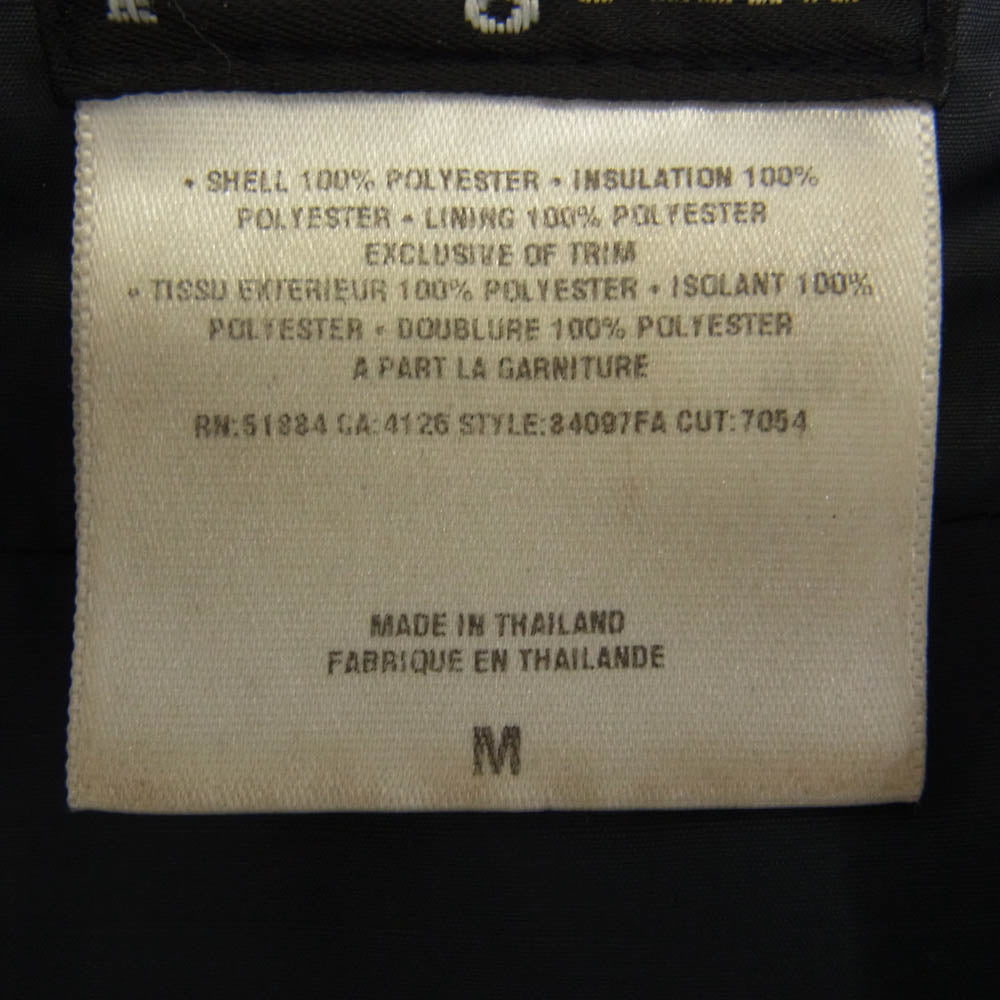 • SHELL 100% POLYESTER • INSULATION 100%
POLYESTER • LINING 100% POLYESTER
EXCLUSIVE OF TRIM
• TISSU EXTERIEUR 100% POLYESTER • ISOLANT 100%
POLYESTER • DOUBLURE 100% POLYESTER
A PART LA GARNITURE
RN:51884 CA:4126 STYLE:84097FA CUT:7054
MADE IN THAILAND
FABRIQUE EN THAILANDE
M